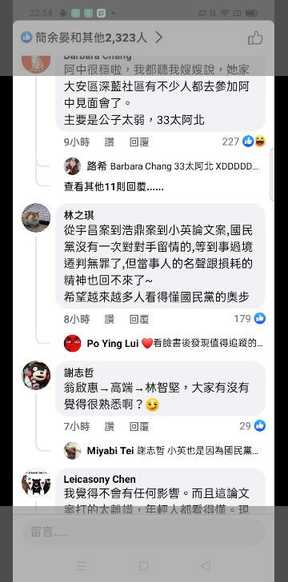 22:54
簡余晏和其他2,323人
Barbara Chang
阿中很穩啦，我都聽我嫂嫂說，她家
大安區深藍社區有不少人都去參加阿
中見面會了。
主要是公子太弱，33太阿北
9小時 讚 回覆 227
路希 Barbara Chang 33太阿北 XDDDDD...
查看其他11則回覆......
林之琪
從宇昌案到浩鼎案到小英論文案,國民
黨沒有一次對對手留情的,等到事過境
遷判無罪了,但當事人的名聲跟損耗的
精神也回不來了~
希望越來越多人看得懂國民黨的奧步
8小時 讚 回覆 179
Po Ying Lui ❤️看臉書後發現值得追蹤的...
謝志哲
翁啟惠→高端→林智堅，大家有沒有
覺得很熟悉啊？😉
7小時 讚 回覆 29
Miyabi Tei 謝志哲 小英也是因為國民黨...
Leicasony Chen
我覺得不會有任何影響。而且這論文
案打的太離譜，年輕人都看得懂。現
留言......